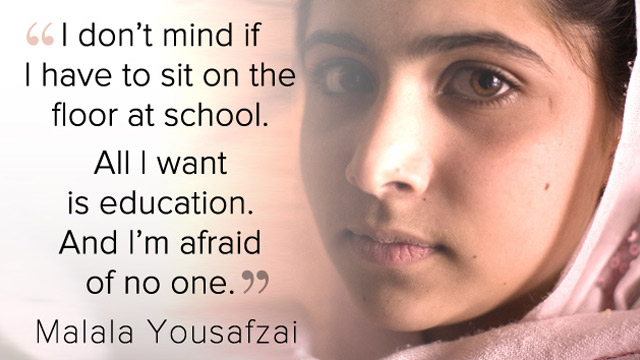 “I don’t mind if
I have to sit on the
floor at school.
All I want
is education.
And I’m afraid
of no one.”
Malala Yousafzai